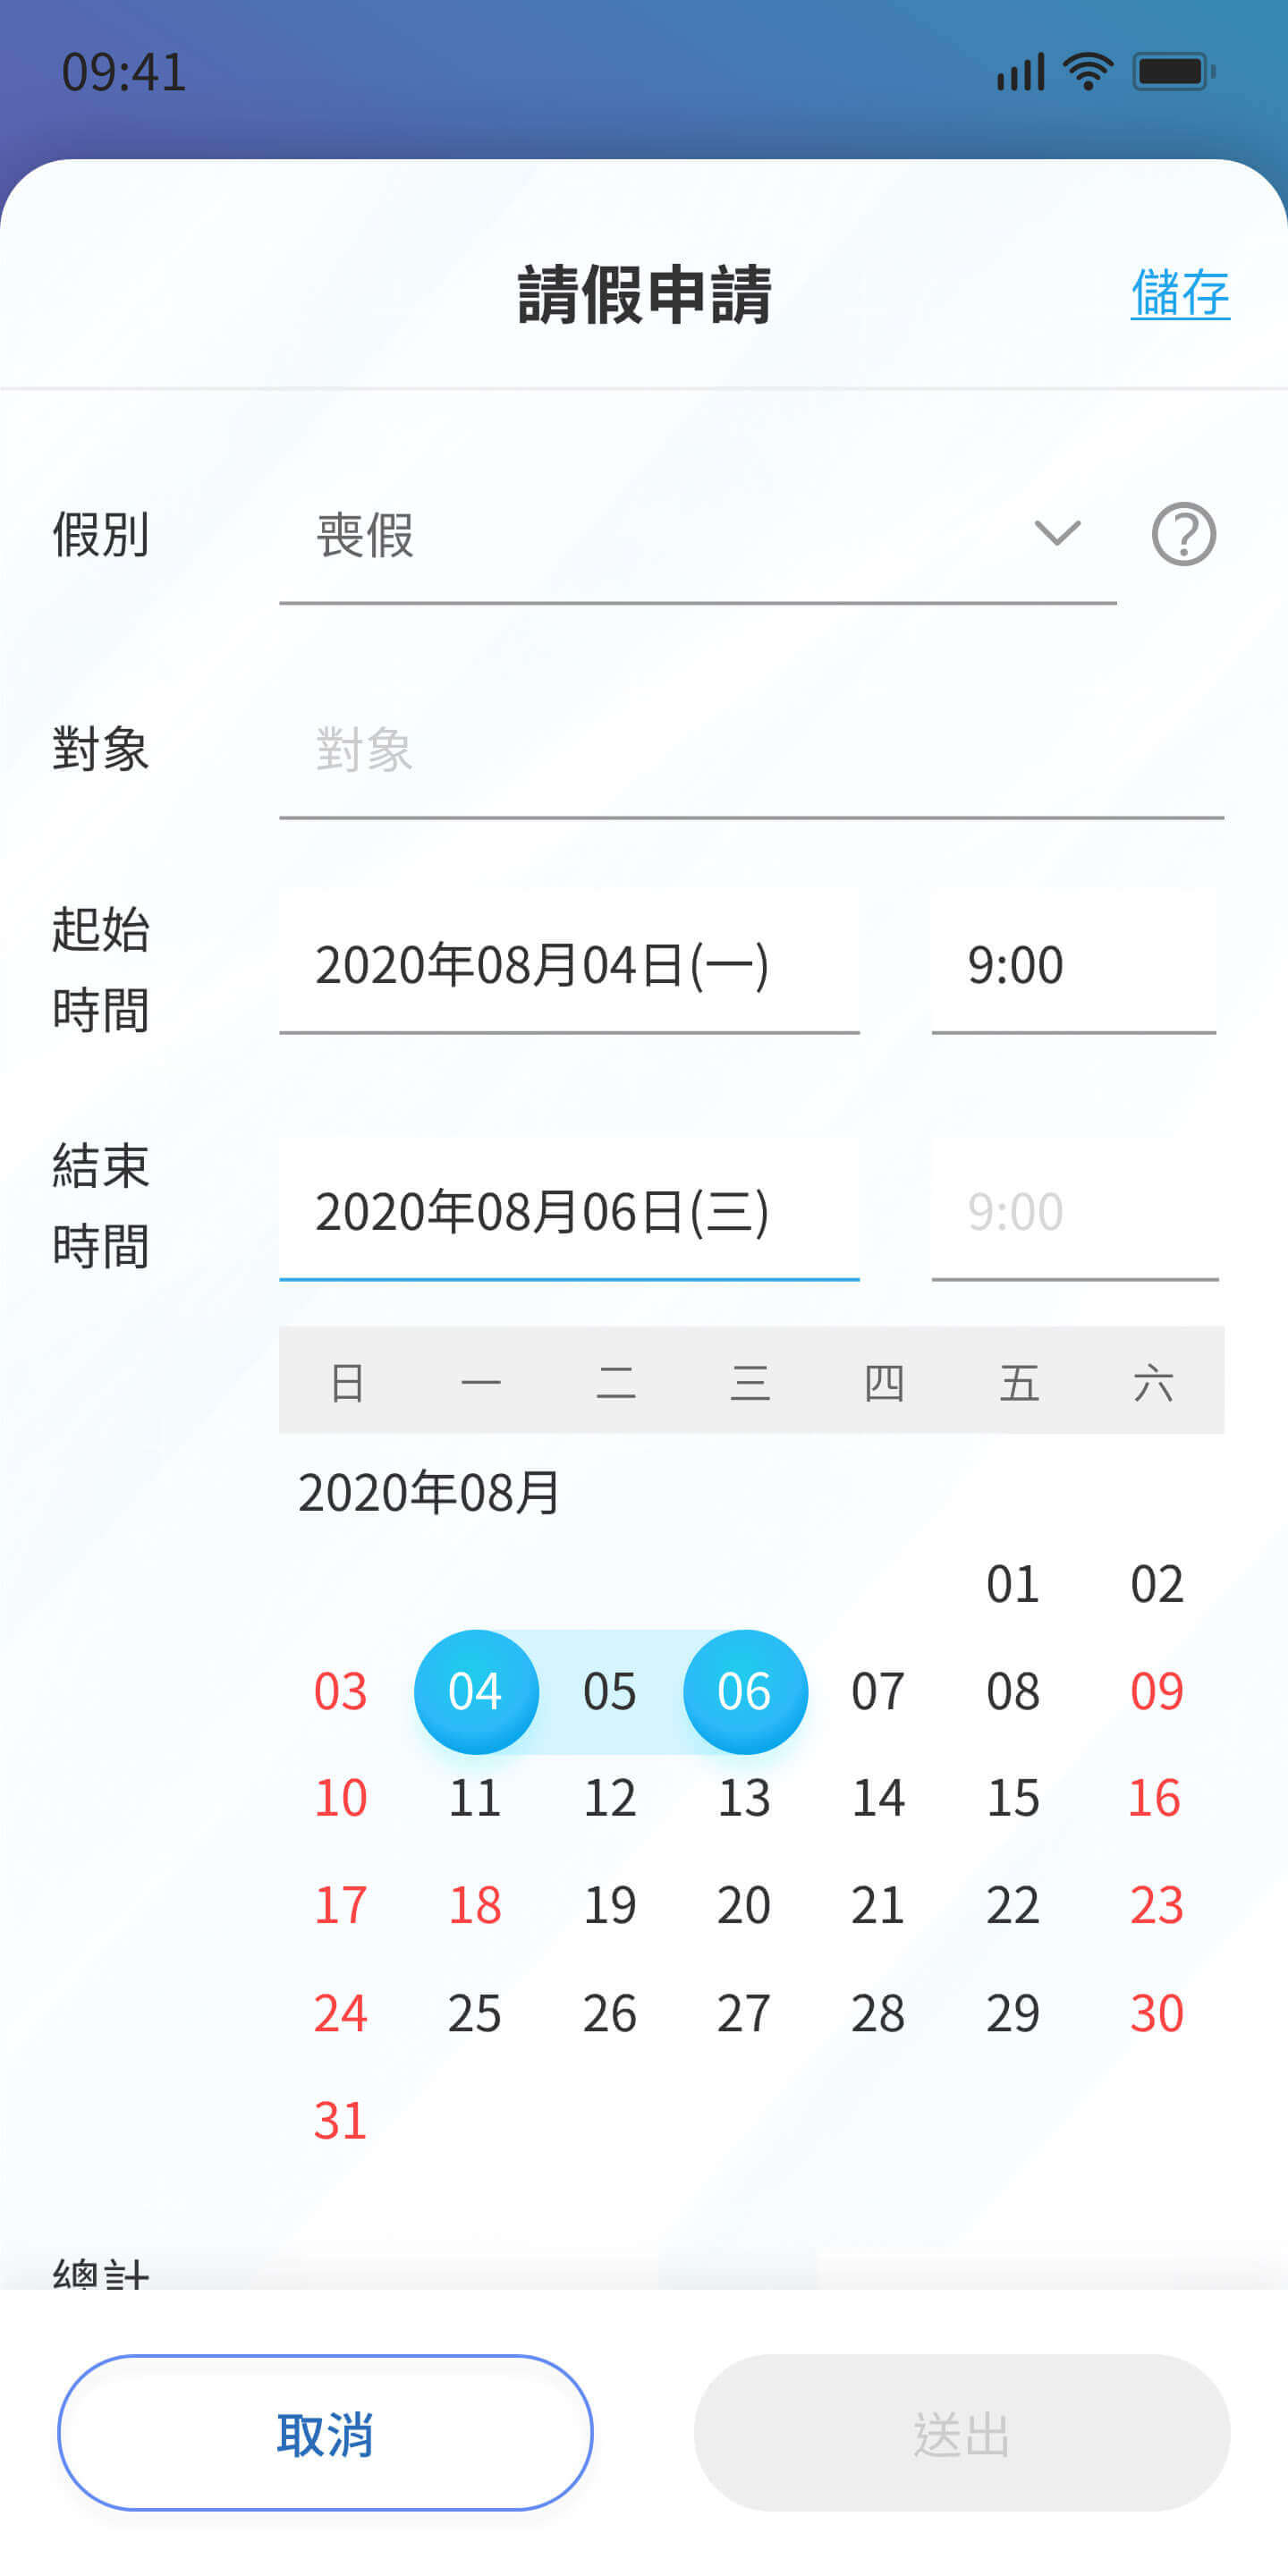 09:41
請假申請 儲存
假別 喪假
對象 對象
起始時間 2020年08月04日(一) 9:00
結束時間 2020年08月06日(三) 9:00
日 一 二 三 四 五 六
2020年08月
01 02
03 04 05 06 07 08 09
10 11 12 13 14 15 16
17 18 19 20 21 22 23
24 25 26 27 28 29 30
31
總計
取消 送出